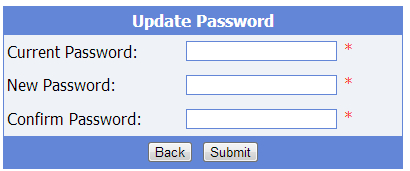 Update Password
Current Password: *
New Password: *
Confirm Password: *
Back Submit